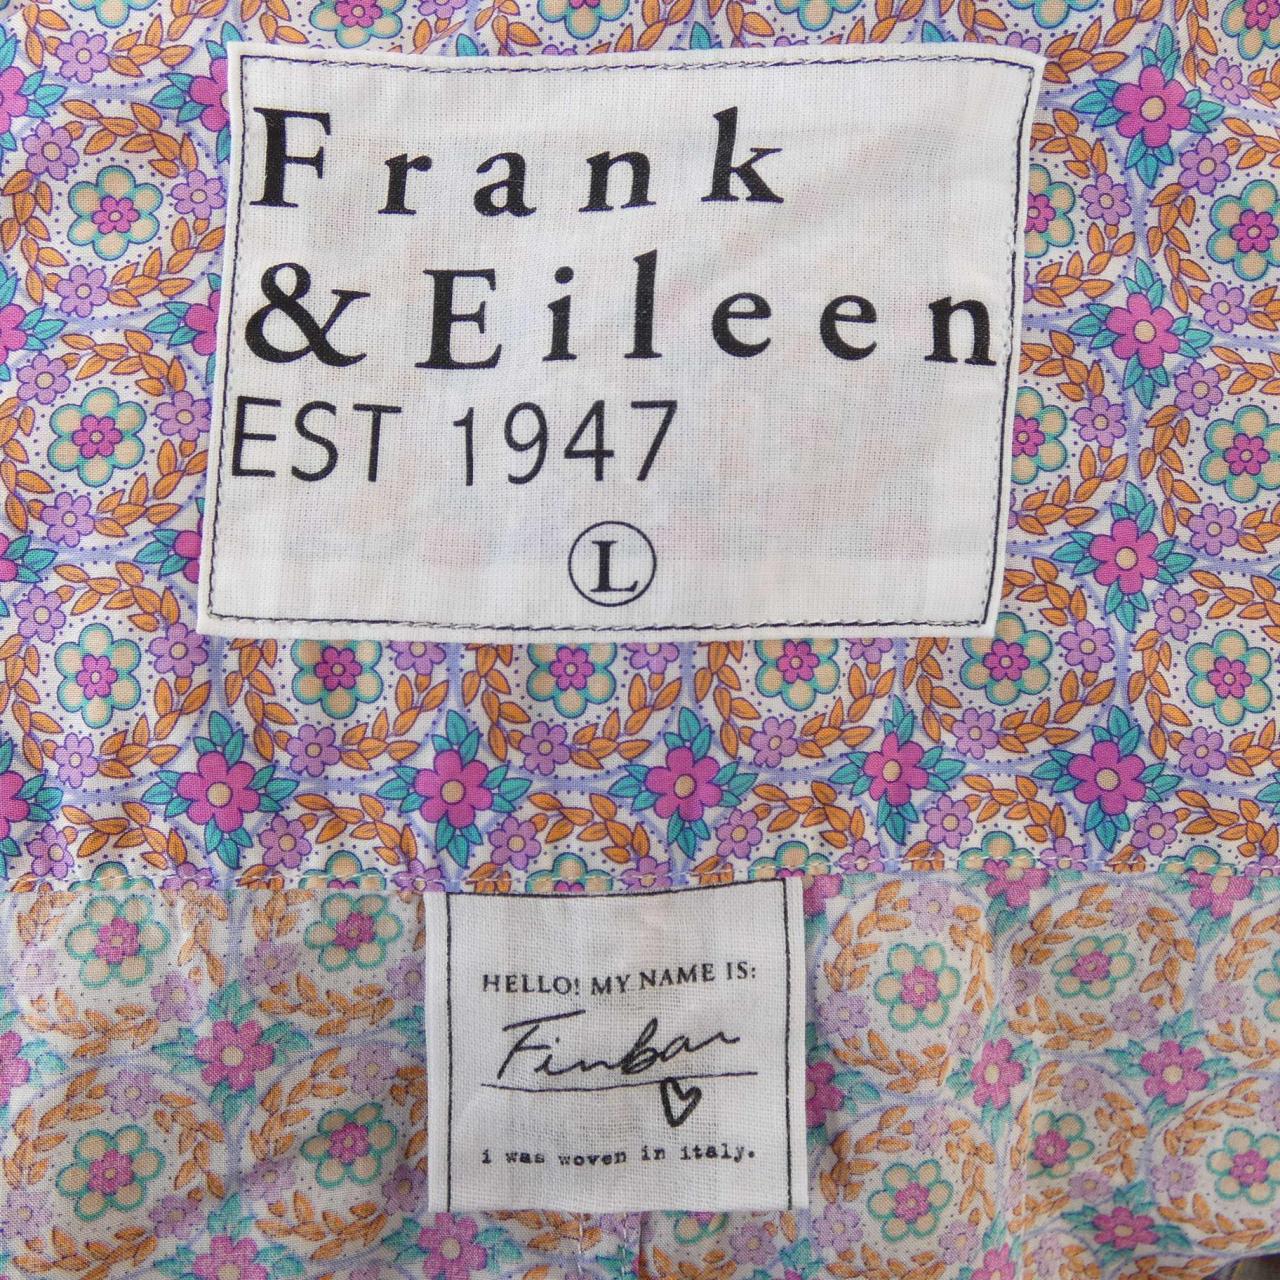 Frank
& Eileen
EST 1947
L
HELLO! MY NAME IS:
Finbar
i was woven in italy.